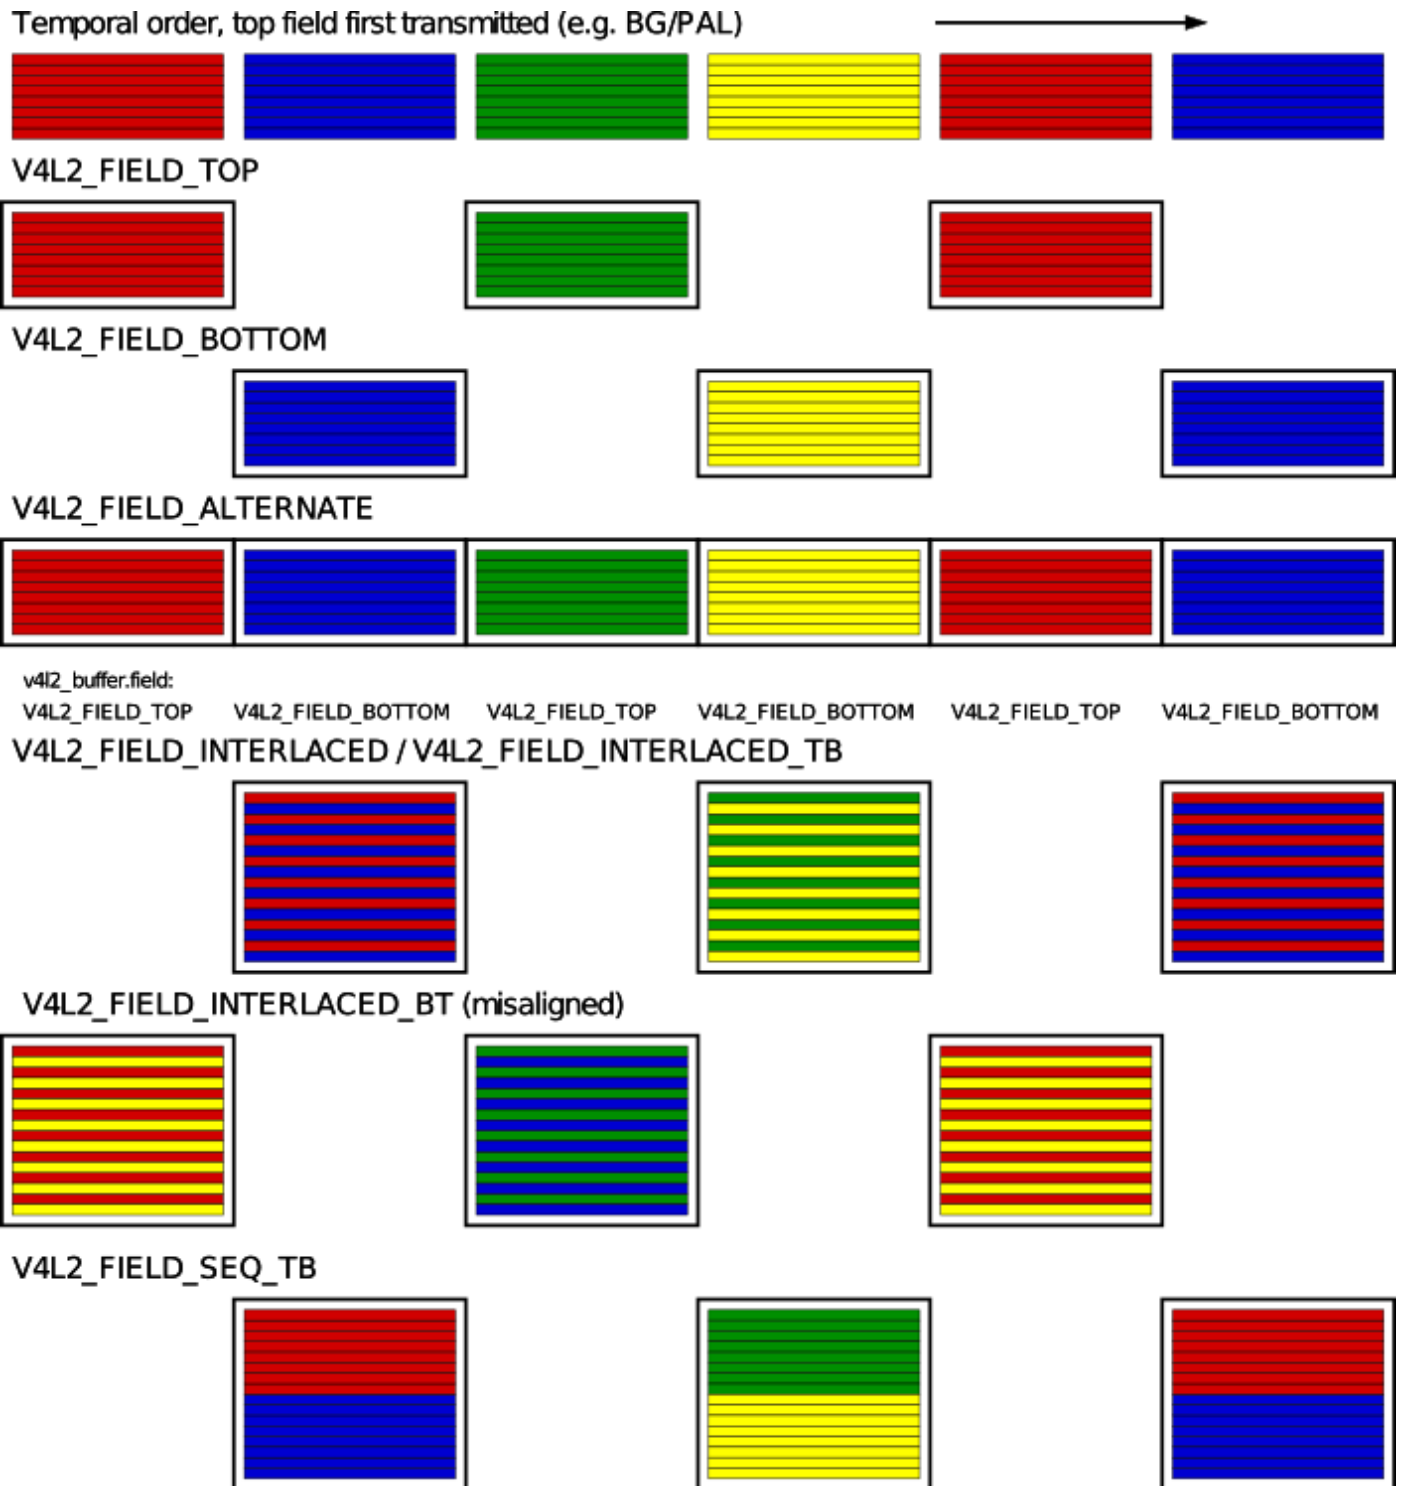 Temporal order, top field first transmitted (e.g. BG/PAL)
V4L2_FIELD_TOP
V4L2_FIELD_BOTTOM
V4L2_FIELD_ALTERNATE
v4l2_buffer.field:
V4L2_FIELD_TOP V4L2_FIELD_BOTTOM V4L2_FIELD_TOP V4L2_FIELD_BOTTOM V4L2_FIELD_TOP V4L2_FIELD_BOTTOM
V4L2_FIELD_INTERLACED / V4L2_FIELD_INTERLACED_TB
V4L2_FIELD_INTERLACED_BT (misaligned)
V4L2_FIELD_SEQ_TB